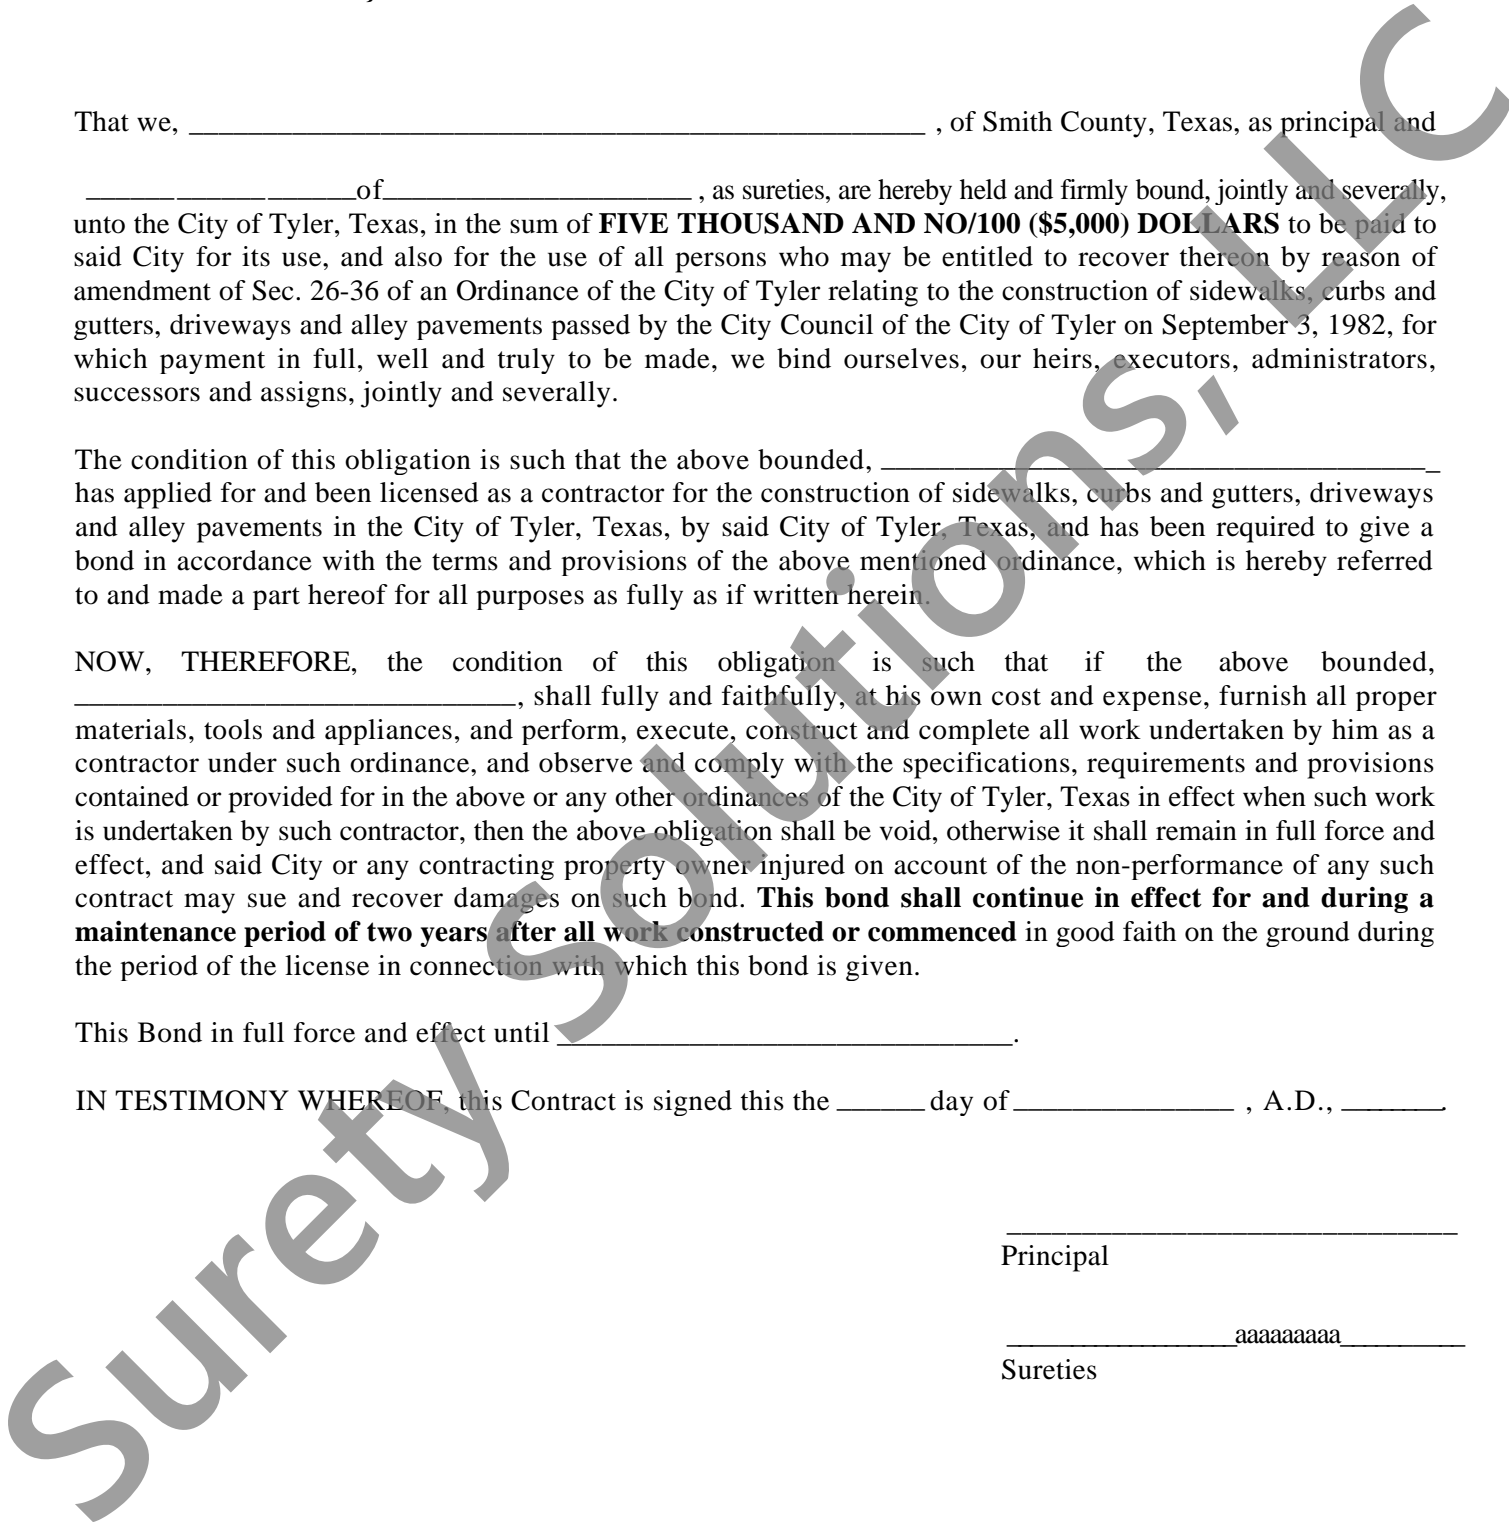 That we, __________________________________________________ , of Smith County, Texas, as principal and
___________________of______________________ , as sureties, are hereby held and firmly bound, jointly and severally,
unto the City of Tyler, Texas, in the sum of FIVE THOUSAND AND NO/100 ($5,000) DOLLARS to be paid to
said City for its use, and also for the use of all persons who may be entitled to recover thereon by reason of
amendment of Sec. 26-36 of an Ordinance of the City of Tyler relating to the construction of sidewalks, curbs and
gutters, driveways and alley pavements passed by the City Council of the City of Tyler on September 3, 1982, for
which payment in full, well and truly to be made, we bind ourselves, our heirs, executors, administrators,
successors and assigns, jointly and severally.
The condition of this obligation is such that the above bounded, ______________________________________
has applied for and been licensed as a contractor for the construction of sidewalks, curbs and gutters, driveways
and alley pavements in the City of Tyler, Texas, by said City of Tyler, Texas, and has been required to give a
bond in accordance with the terms and provisions of the above mentioned ordinance, which is hereby referred
to and made a part hereof for all purposes as fully as if written herein.
NOW, THEREFORE, the condition of this obligation is such that if the above bounded,
______________________________, shall fully and faithfully, at his own cost and expense, furnish all proper
materials, tools and appliances, and perform, execute, construct and complete all work undertaken by him as a
contractor under such ordinance, and observe and comply with the specifications, requirements and provisions
contained or provided for in the above or any other ordinances of the City of Tyler, Texas in effect when such work
is undertaken by such contractor, then the above obligation shall be void, otherwise it shall remain in full force and
effect, and said City or any contracting property owner injured on account of the non-performance of any such
contract may sue and recover damages on such bond. This bond shall continue in effect for and during a
maintenance period of two years after all work constructed or commenced in good faith on the ground during
the period of the license in connection with which this bond is given.
This Bond in full force and effect until _______________________________.
IN TESTIMONY WHEREOF, this Contract is signed this the ______ day of _______________ , A.D., _______.
______________________________
Principal
_________________aaaaaaaaa_________
Sureties
Surety Solutions, LLC